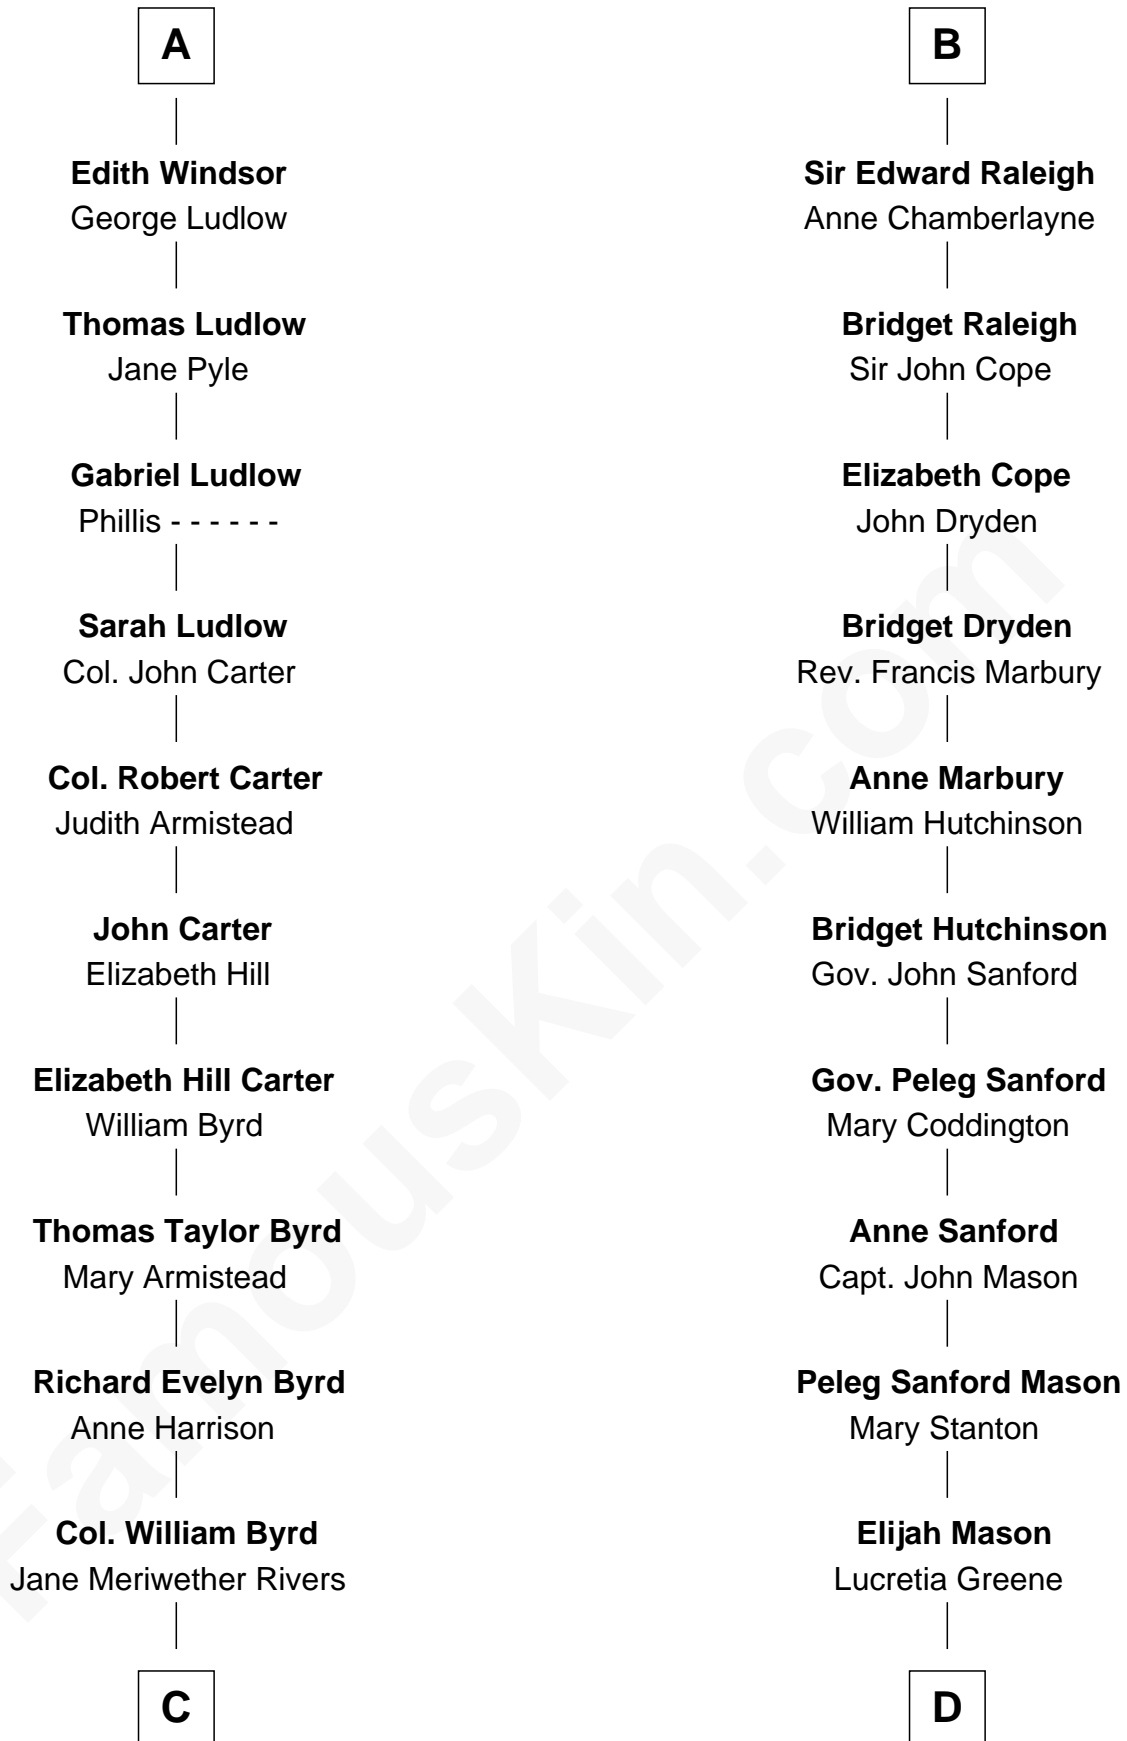 A
Edith Windsor
George Ludlow
Thomas Ludlow
Jane Pyle
Gabriel Ludlow
Phillis - - - - - -
Sarah Ludlow
Col. John Carter
Col. Robert Carter
Judith Armistead
John Carter
Elizabeth Hill
Elizabeth Hill Carter
William Byrd
Thomas Taylor Byrd
Mary Armistead
Richard Evelyn Byrd
Anne Harrison
Col. William Byrd
Jane Meriwether Rivers
C
B
Sir Edward Raleigh
Anne Chamberlayne
Bridget Raleigh
Sir John Cope
Elizabeth Cope
John Dryden
Bridget Dryden
Rev. Francis Marbury
Anne Marbury
William Hutchinson
Bridget Hutchinson
Gov. John Sanford
Gov. Peleg Sanford
Mary Coddington
Anne Sanford
Capt. John Mason
Peleg Sanford Mason
Mary Stanton
Elijah Mason
Lucretia Greene
D
FamousKin.com